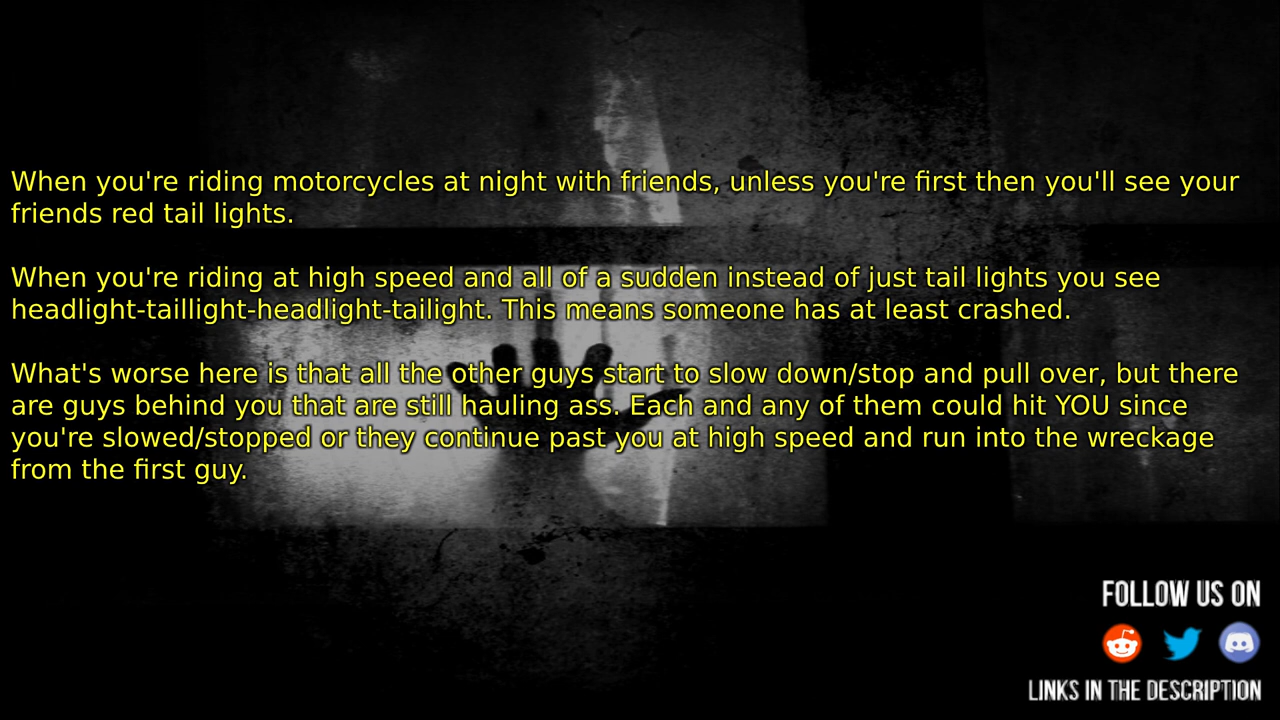 When you're riding motorcycles at night with friends, unless you're first then you'll see your
friends red tail lights.
When you're riding at high speed and all of a sudden instead of just tail lights you see
headlight-taillight-headlight-tailight. This means someone has at least crashed.
What's worse here is that all the other guys start to slow down/stop and pull over, but there
are guys behind you that are still hauling ass. Each and any of them could hit YOU since
you're slowed/stopped or they continue past you at high speed and run into the wreckage
from the first guy.
FOLLOW US ON
LINKS IN THE DESCRIPTION